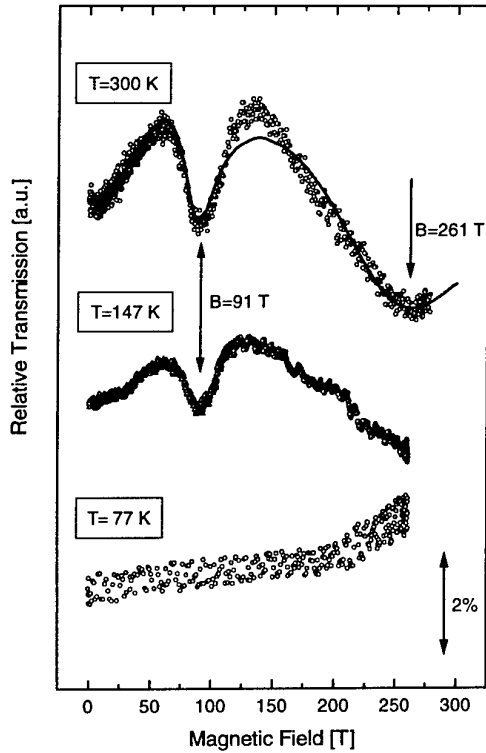 T=300 K
B=261 T
B=91 T
T=147 K
T= 77 K
2%
Relative Transmission [a.u.]
0 50 100 150 200 250 300
Magnetic Field [T]